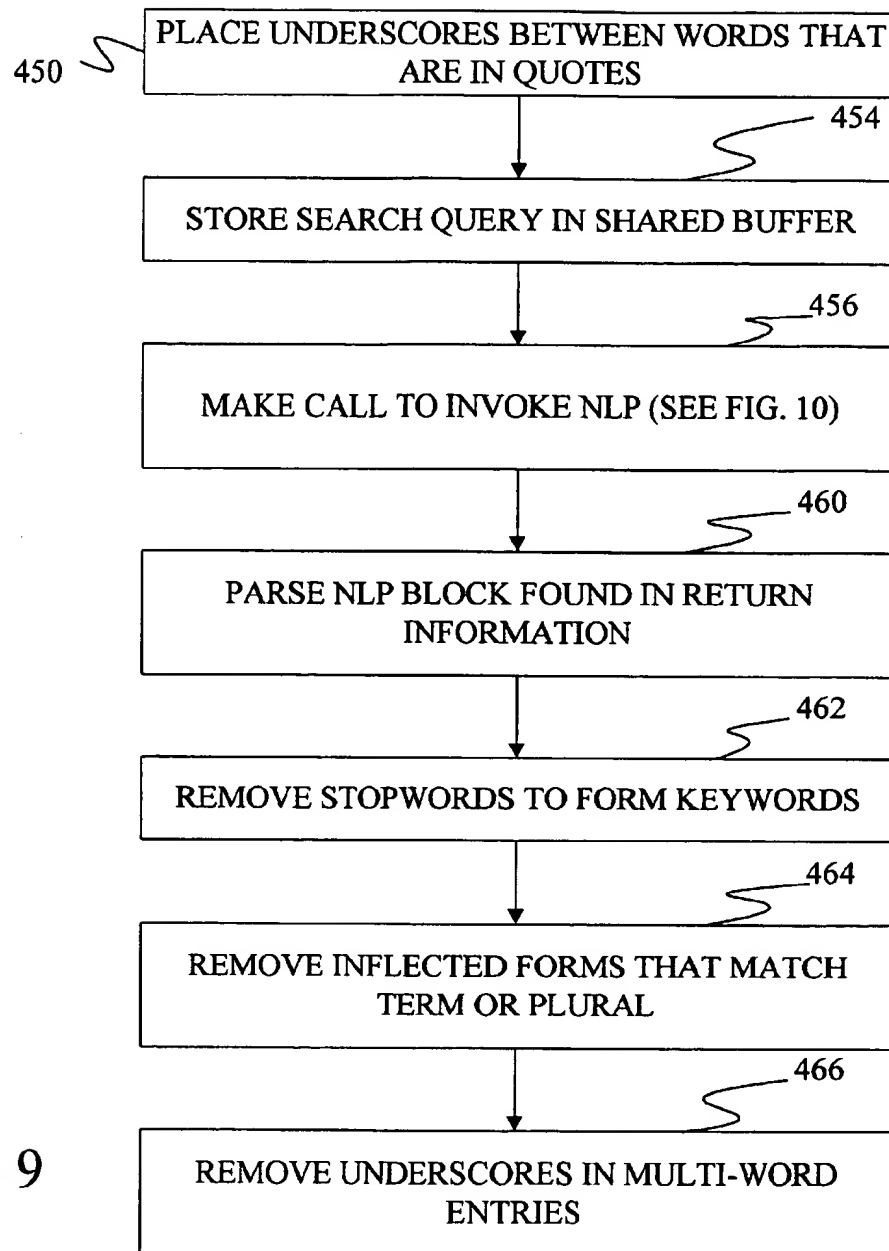 PLACE UNDERSCORES BETWEEN WORDS THAT
ARE IN QUOTES
450
454
STORE SEARCH QUERY IN SHARED BUFFER
456
MAKE CALL TO INVOKE NLP (SEE FIG. 10)
460
PARSE NLP BLOCK FOUND IN RETURN
INFORMATION
462
REMOVE STOPWORDS TO FORM KEYWORDS
464
REMOVE INFLECTED FORMS THAT MATCH
TERM OR PLURAL
466
9
REMOVE UNDERSCORES IN MULTI-WORD
ENTRIES